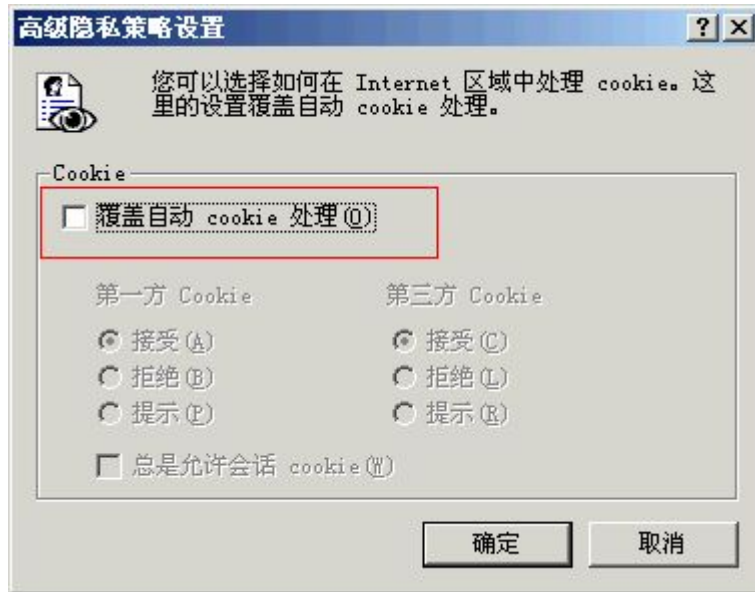 高级隐私策略设置
您可以选择如何在 Internet 区域中处理 cookie。这
里的设置覆盖自动 cookie 处理。
Cookie
覆盖自动 cookie 处理(O)
第一方 Cookie 第三方 Cookie
接受(A) 接受(C)
拒绝(B) 拒绝(L)
提示(P) 提示(R)
总是允许会话 cookie(W)
确定 取消